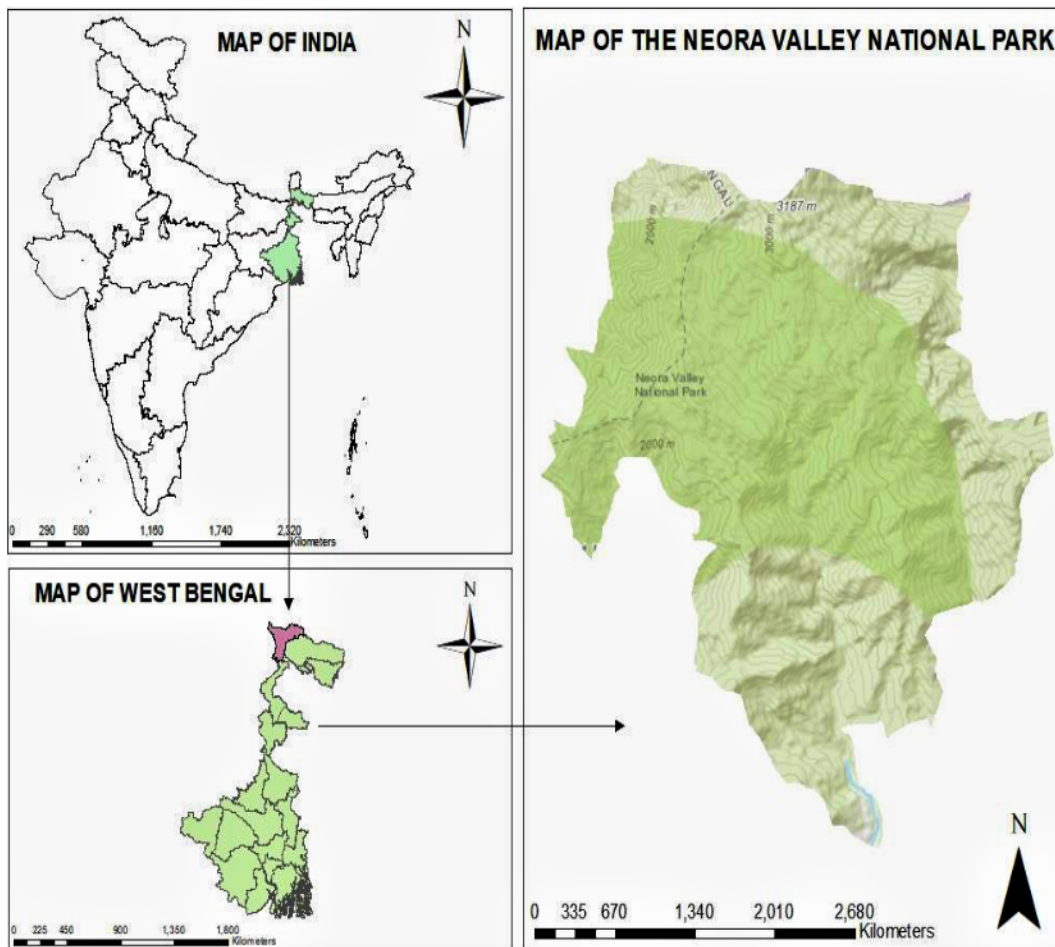 MAP OF INDIA
N
0 290 580 1,160 1,740 2,320
Kilometers
MAP OF WEST BENGAL
N
0 225 450 900 1,350 1,800
Kilometers
MAP OF THE NEORA VALLEY NATIONAL PARK
NGAL
2000 m
3000 m
3187 m
Neora Valley
National Park
2000 m
N
0 335 670 1,340 2,010 2,680
Kilometers